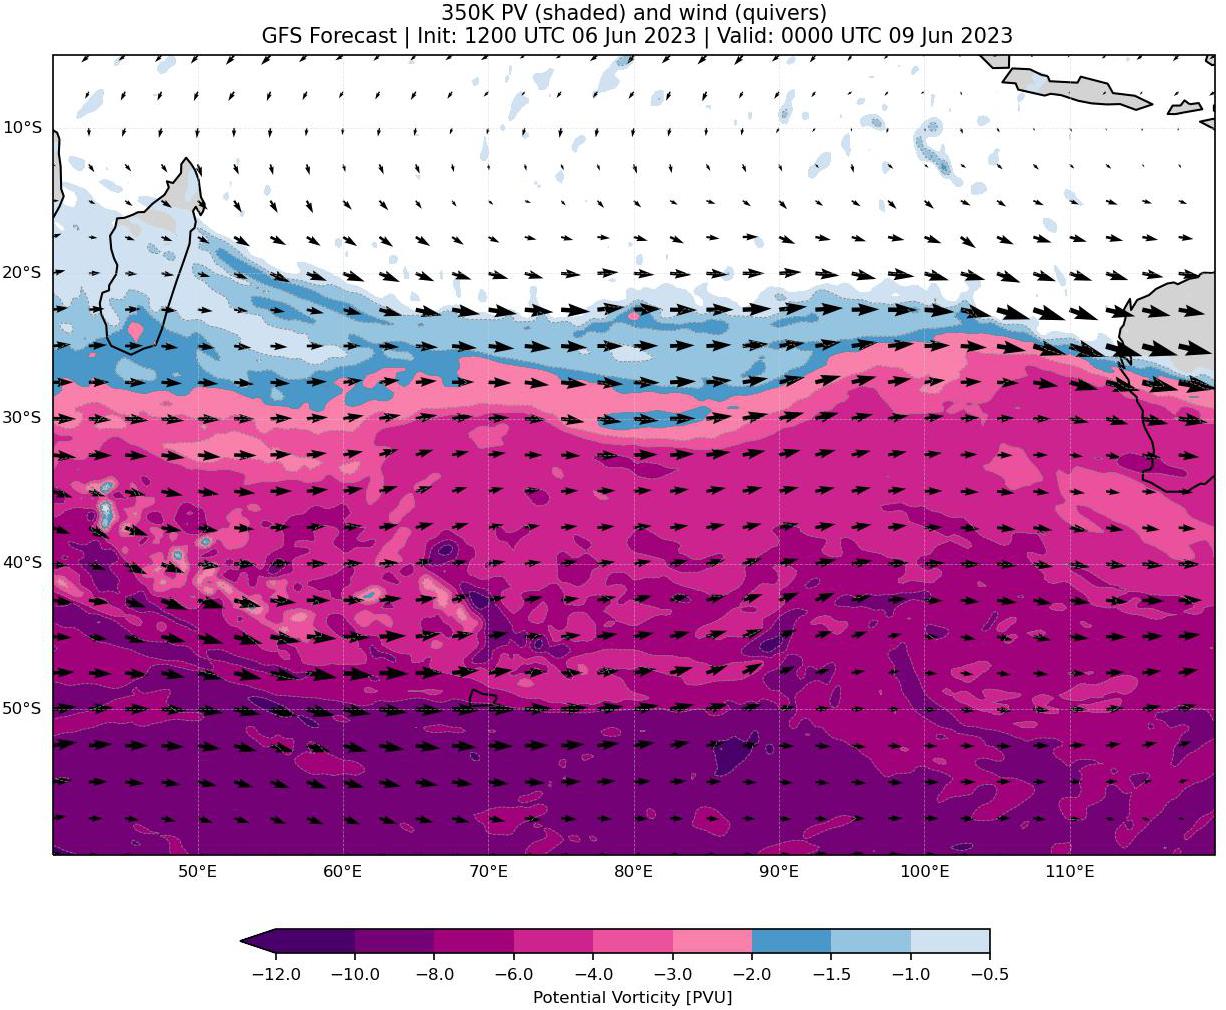 350K PV (shaded) and wind (quivers)
GFS Forecast | Init: 1200 UTC 06 Jun 2023 | Valid: 0000 UTC 09 Jun 2023
10°S
20°S
30°S
40°S
50°S
50°E 60°E 70°E 80°E 90°E 100°E 110°E
−12.0 −10.0 −8.0 −6.0 −4.0 −3.0 −2.0 −1.5 −1.0 −0.5
Potential Vorticity [PVU]